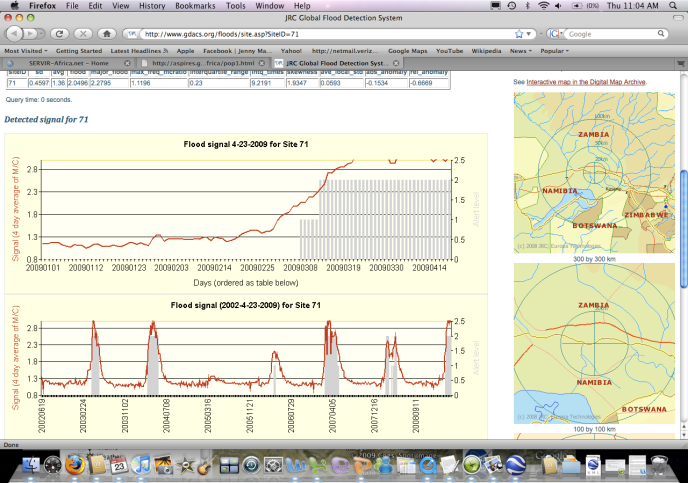 Firefox File Edit View History Bookmarks Tools Window Help (0%) Thu 11:04 AM
JRC Global Flood Detection System
http://www.gdacs.org/floods/site.asp?SiteID=71
Google
Most Visited Getting Started Latest Headlines Apple Facebook | Jenny Ma... Yahoo! http://netmail.veriz... Google Maps YouTube Wikipedia News Popular
SERVIR-Africa.net - Home http://aspires.g...frica/pop1.html JRC Global Flood Detection Syst...
siteID sd avg flood major_flood max_freq_mcratio interquartile_range
skewness ave_local_std abs_anomaly rel_anomaly
71 0.4597 1.36 2.0496 2.2795 1.1196 0.23 9.2191 1.9347 0.0593 -0.1534 -0.6669
Query time: 0 seconds.
See Interactive map in the Digital Map Archive.
Detected signal for 71
Flood signal 4-23-2009 for Site 71
Signal (4 day average of M/C)
2.8
2.3
1.8
1.3
0.8
2.5
2
1.5
1
0.5
0
Alert level
20090101 20090112 20090123 20090203 20090214 20090225 20090308 20090319 20090330 20090414
Days (ordered as table below)
Flood signal (2002-4-23-2009) for Site 71
Signal (4 day average of M/C)
2.8
2.3
1.8
1.3
0.8
2.5
2
1.5
1
0.5
0
Alert level
20020619 20030224 20031102 20040708 20050316 20051121 20060729 20070405 20071216 20080911
100km
50km
ZAMBIA
NAMIBIA
ZIMBABWE
BOTSWANA
(c) 2008 JRC, Europa Technologies
300 by 300 km
ZAMBIA
NAMIBIA
BOTSWANA
(c) 2008 JRC, Europa Technologies
100 by 100 km
Done